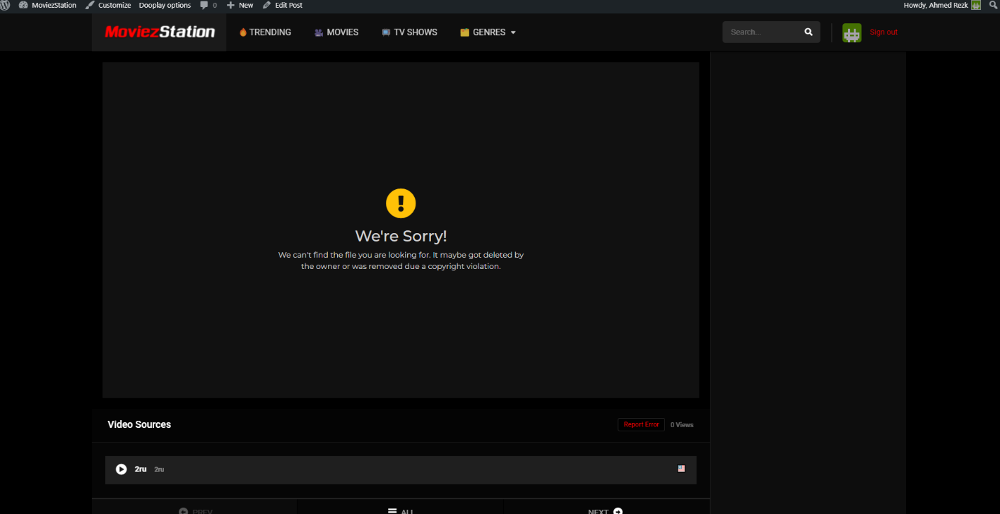 MoviezStation Customize Dooplay options 0 New Edit Post Howdy, Ahmed Rezk
MoviezStation TRENDING MOVIES TV SHOWS GENRES Search... Sign out
We're Sorry!
We can't find the file you are looking for. It maybe got deleted by
the owner or was removed due a copyright violation.
Video Sources Report Error 0 Views
2ru 2ru
PREV ALL NEXT